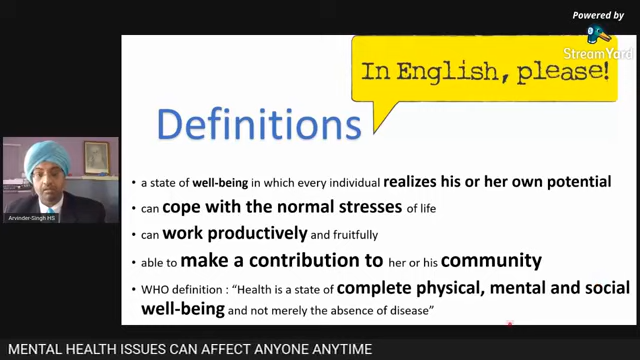 Powered by
StreamYard
In English, please!
Definitions
• a state of well-being in which every individual realizes his or her own potential
• can cope with the normal stresses of life
• can work productively and fruitfully
• able to make a contribution to her or his community
• WHO definition : “Health is a state of complete physical, mental and social
well-being and not merely the absence of disease”
Arvinder-Singh HS
MENTAL HEALTH ISSUES CAN AFFECT ANYONE ANYTIME